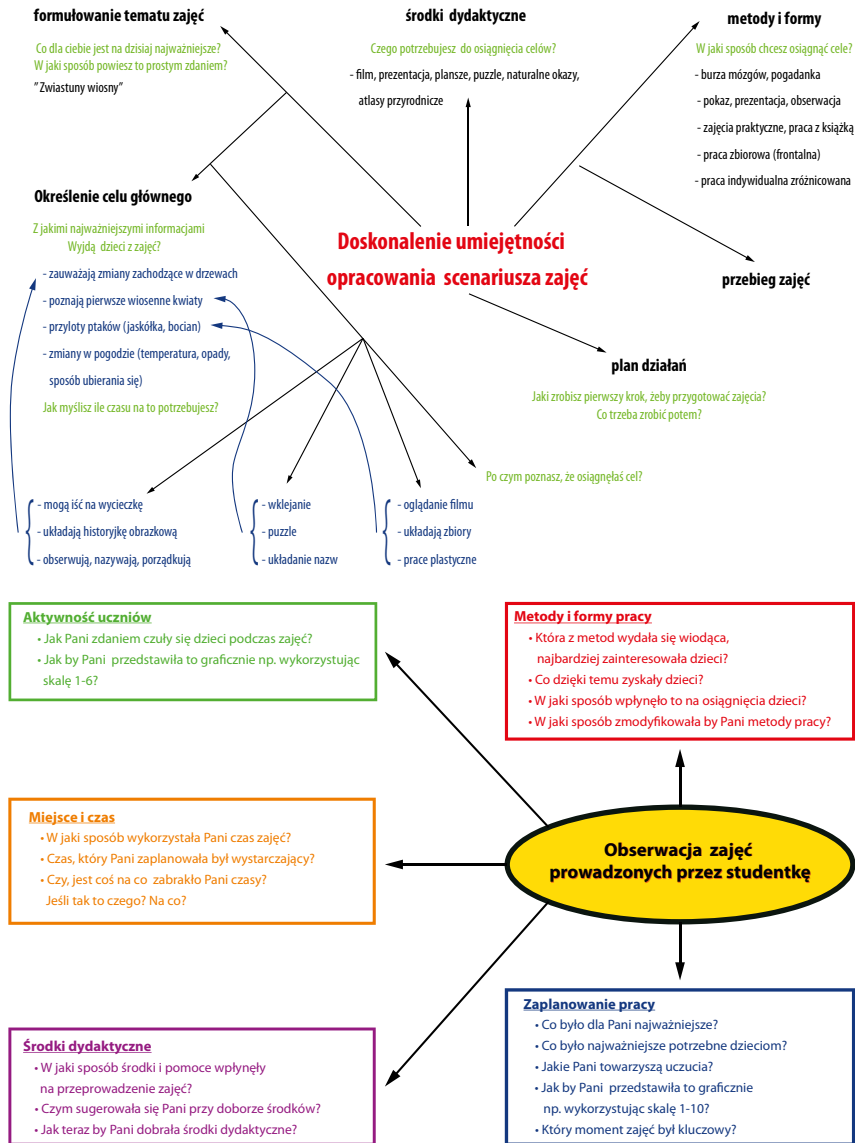 formułowanie tematu zajęć
Co dla ciebie jest na dzisiaj najważniejsze?
W jaki sposób powiesz to prostym zdaniem?
”Zwiastuny wiosny”
środki dydaktyczne
Czego potrzebujesz do osiągnięcia celów?
- film, prezentacja, plansze, puzzle, naturalne okazy,
atlasy przyrodnicze
metody i formy
W jaki sposób chcesz osiągnąć cele?
- burza mózgów, pogadanka
- pokaz, prezentacja, obserwacja
- zajęcia praktyczne, praca z książką
- praca zbiorowa (frontalna)
- praca indywidualna zróżnicowana
Określenie celu głównego
Z jakimi najważniejszymi informacjami
Wyjdą dzieci z zajęć?
- zauważają zmiany zachodzące w drzewach
- poznają pierwsze wiosenne kwiaty
- przyloty ptaków (jaskółka, bocian)
- zmiany w pogodzie (temperatura, opady,
sposób ubierania się)
Jak myślisz ile czasu na to potrzebujesz?
Doskonalenie umiejętności
opracowania scenariusza zajęć
przebieg zajęć
plan działań
Jaki zrobisz pierwszy krok, żeby przygotować zajęcia?
Co trzeba zrobić potem?
Po czym poznasz, że osiągnęłaś cel?
- mogą iść na wycieczkę
- układają historyjkę obrazkową
- obserwują, nazywają, porządkują
- wklejanie
- puzzle
- układanie nazw
- oglądanie filmu
- układają zbiory
- prace plastyczne
Aktywność uczniów
• Jak Pani zdaniem czuły się dzieci podczas zajęć?
• Jak by Pani przedstawiła to graficznie np. wykorzystując
skalę 1-6?
Metody i formy pracy
• Która z metod wydała się wiodąca,
najbardziej zainteresowała dzieci?
• Co dzięki temu zyskały dzieci?
• W jaki sposób wpłynęło to na osiągnięcia dzieci?
• W jaki sposób zmodyfikowała by Pani metody pracy?
Miejsce i czas
• W jaki sposób wykorzystała Pani czas zajęć?
• Czas, który Pani zaplanowała był wystarczający?
• Czy, jest coś na co zabrakło Pani czasy?
Jeśli tak to czego? Na co?
Obserwacja zajęć
prowadzonych przez studentkę
Środki dydaktyczne
• W jaki sposób środki i pomoce wpłynęły
na przeprowadzenie zajęć?
• Czym sugerowała się Pani przy doborze środków?
• Jak teraz by Pani dobrała środki dydaktyczne?
Zaplanowanie pracy
• Co było dla Pani najważniejsze?
• Co było najważniejsze potrzebne dzieciom?
• Jakie Pani towarzyszą uczucia?
• Jak by Pani przedstawiła to graficznie
np. wykorzystując skalę 1-10?
• Który moment zajęć był kluczowy?